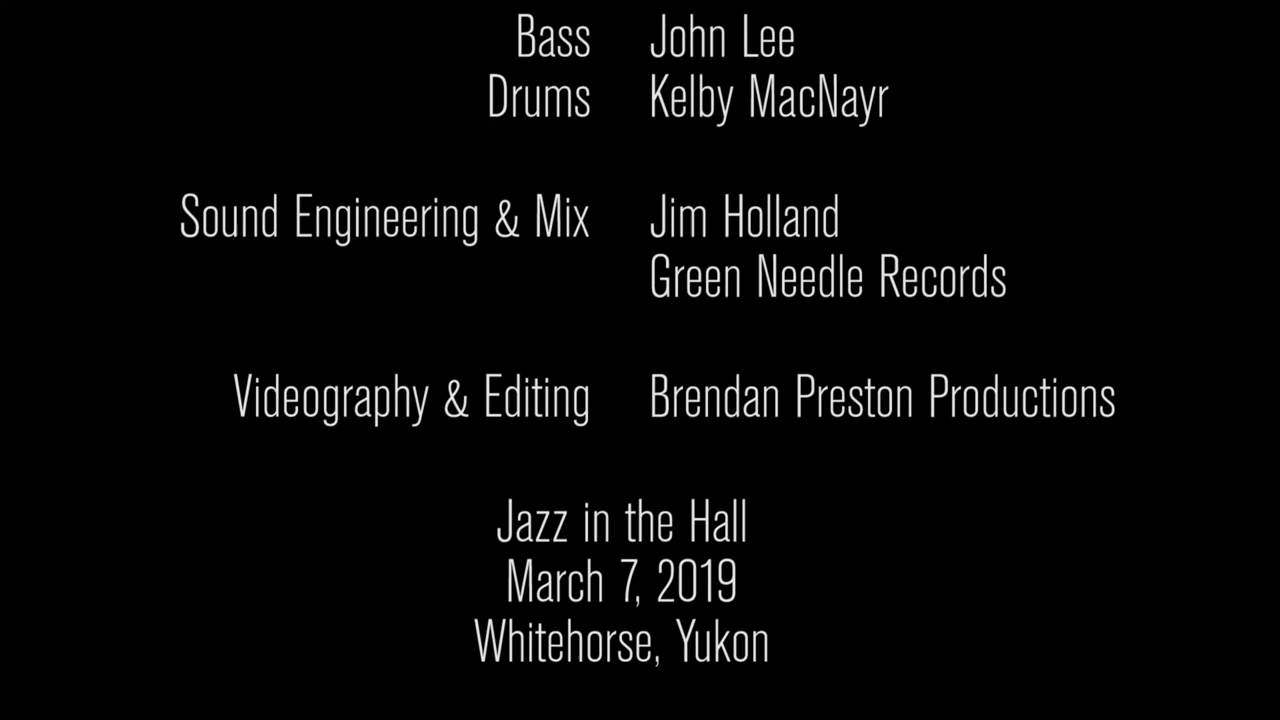 Bass John Lee
Drums Kelby MacNayr
Sound Engineering & Mix Jim Holland
Green Needle Records
Videography & Editing Brendan Preston Productions
Jazz in the Hall
March 7, 2019
Whitehorse, Yukon